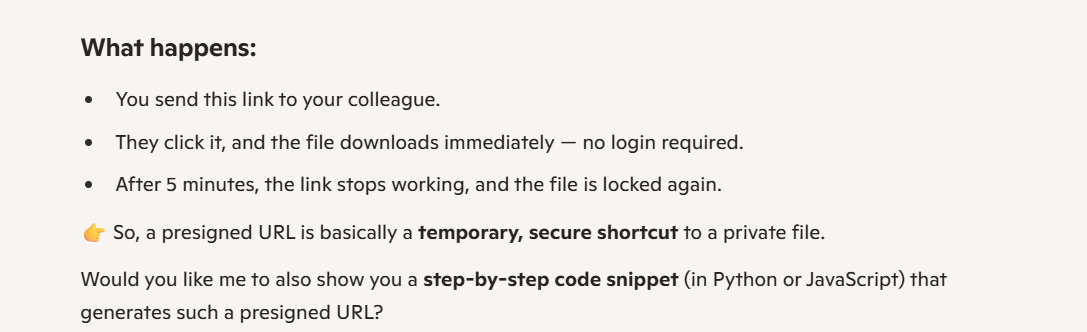 What happens:
• You send this link to your colleague.
• They click it, and the file downloads immediately — no login required.
• After 5 minutes, the link stops working, and the file is locked again.
👉 So, a presigned URL is basically a temporary, secure shortcut to a private file.
Would you like me to also show you a step-by-step code snippet (in Python or JavaScript) that
generates such a presigned URL?